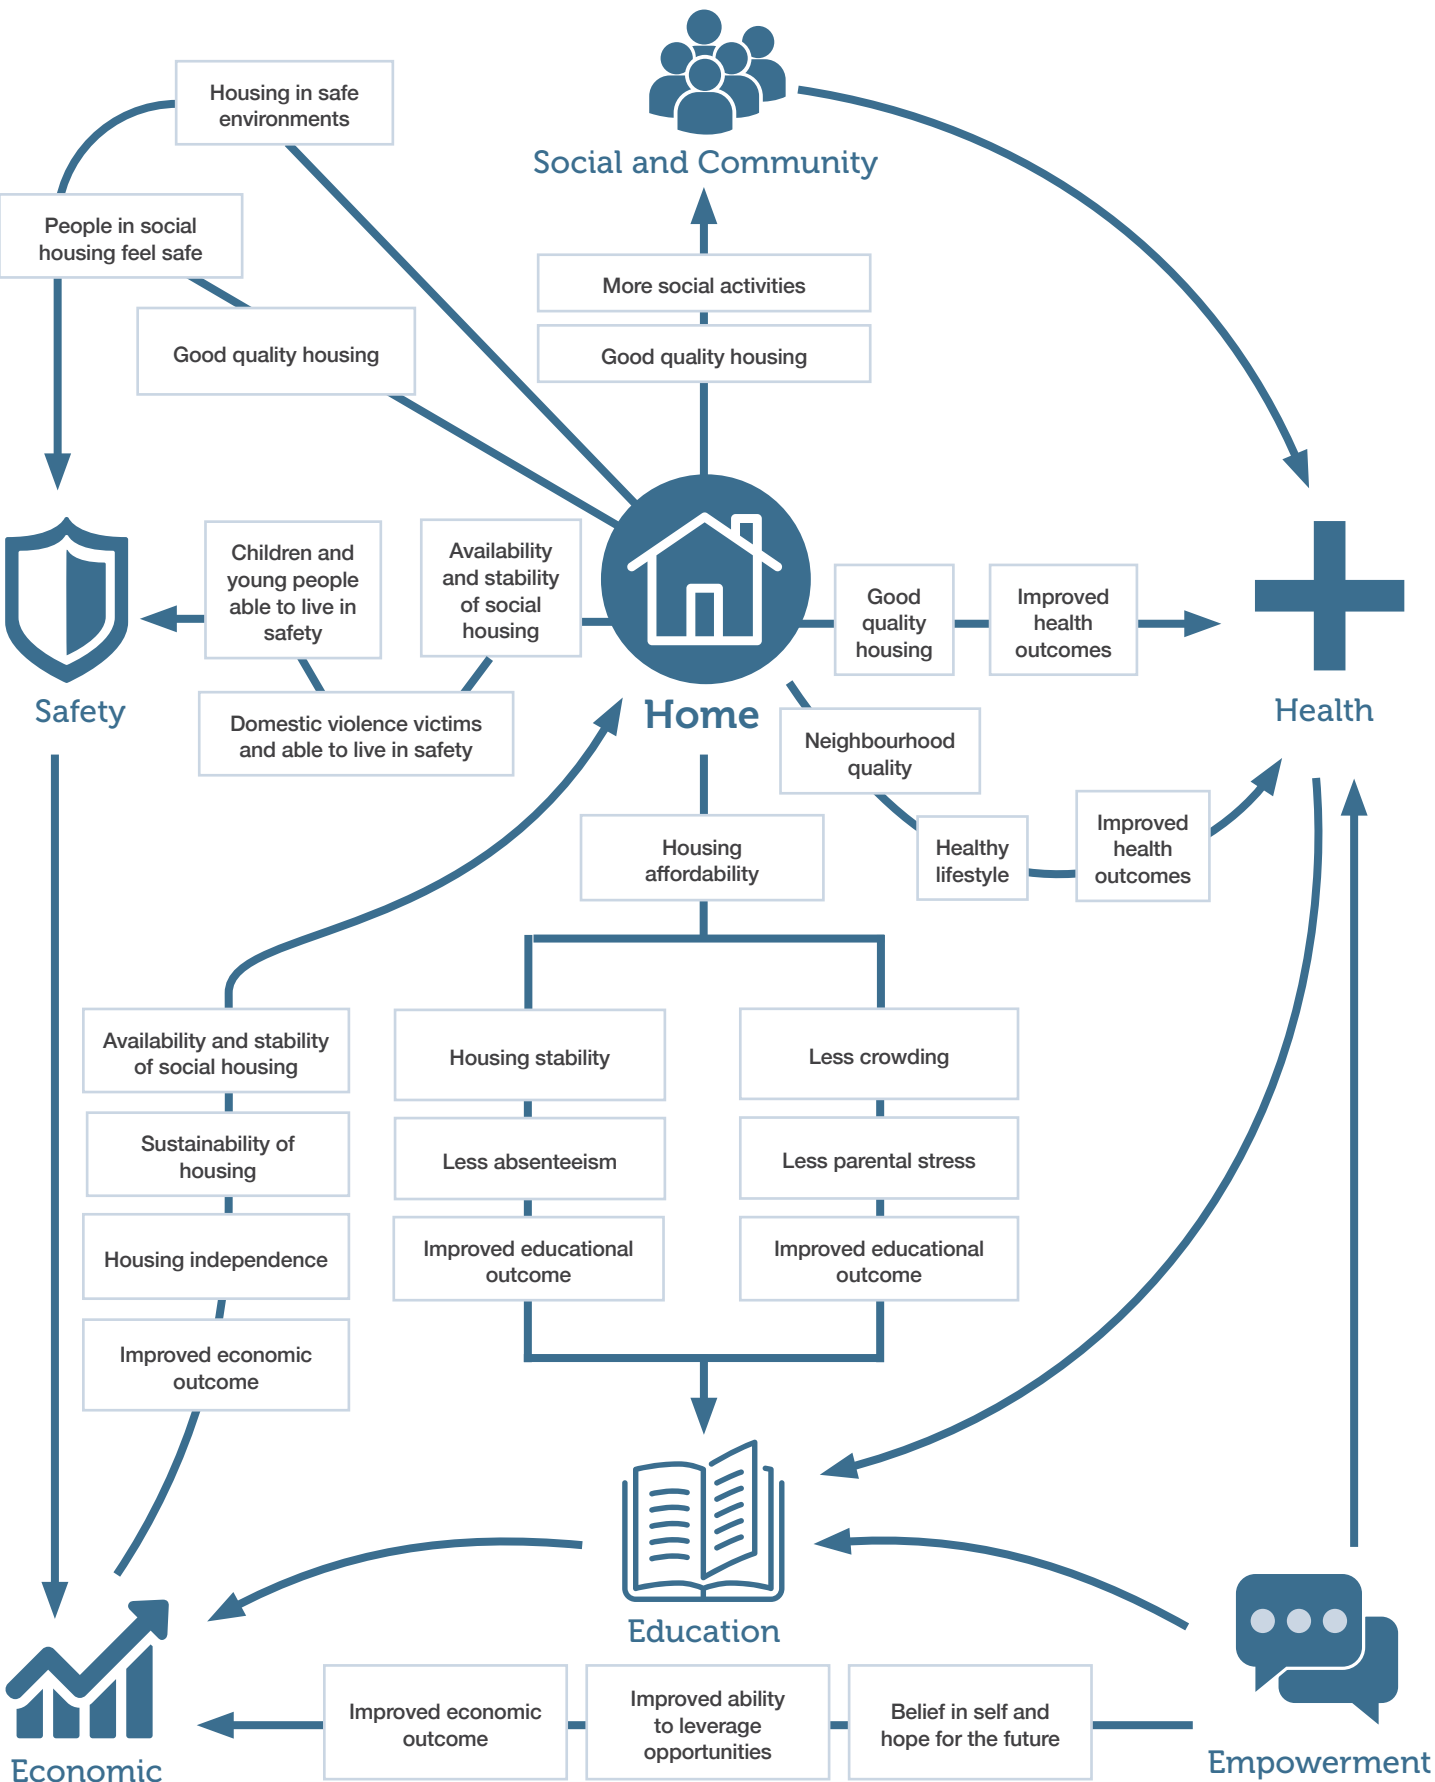 Housing in safe
environments
Social and Community
People in social
housing feel safe
More social activities
Good quality housing
Good quality housing
Children and
young people
able to live in
safety
Availability
and stability
of social
housing
Good
quality
housing
Improved
health
outcomes
Safety
Domestic violence victims
and able to live in safety
Home
Health
Neighbourhood
quality
Housing
affordability
Healthy
lifestyle
Improved
health
outcomes
Availability and stability
of social housing
Housing stability
Less crowding
Sustainability of
housing
Less absenteeism
Less parental stress
Housing independence
Improved educational
outcome
Improved educational
outcome
Improved economic
outcome
Education
Improved economic
outcome
Improved ability
to leverage
opportunities
Belief in self and
hope for the future
Economic
Empowerment